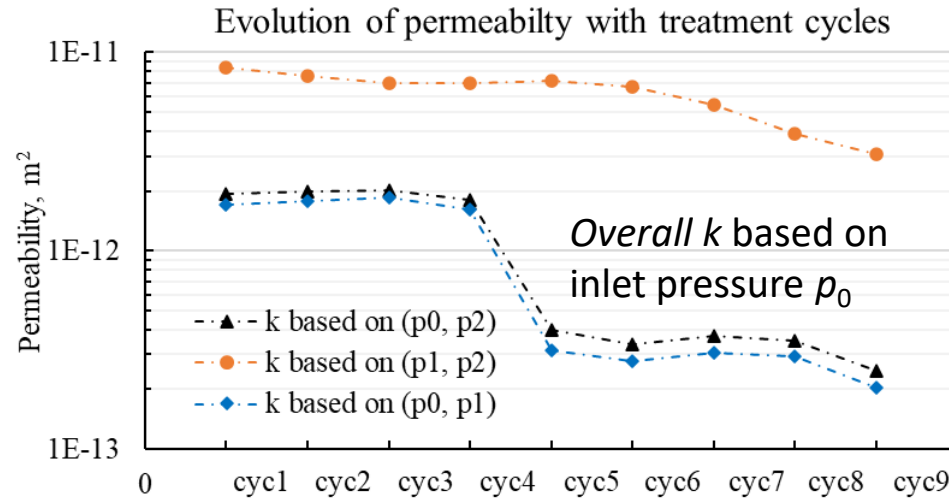 Evolution of permeabilty with treatment cycles
1E-11
1E-12
1E-13
Permeability, m²
Overall k based on
inlet pressure p₀
k based on (p0, p2)
k based on (p1, p2)
k based on (p0, p1)
0 cyc1 cyc2 cyc3 cyc4 cyc5 cyc6 cyc7 cyc8 cyc9